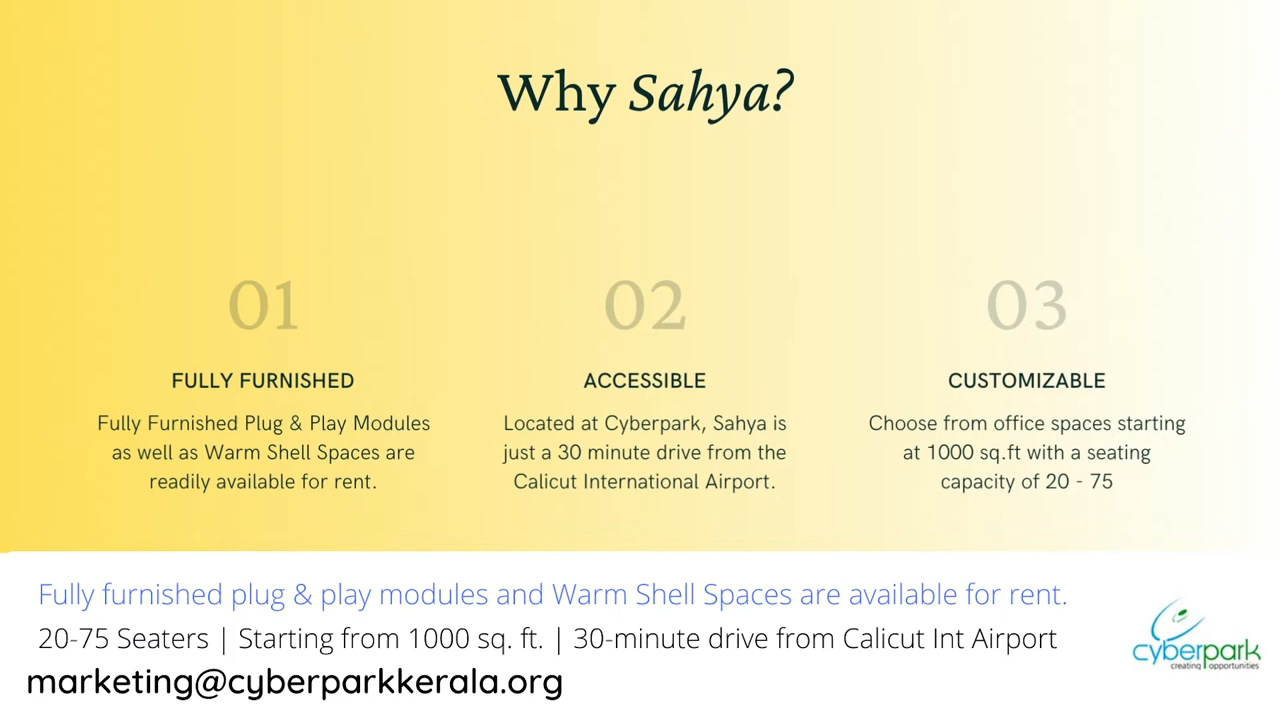 Why Sahya?
01
FULLY FURNISHED
Fully Furnished Plug & Play Modules
as well as Warm Shell Spaces are
readily available for rent.
02
ACCESSIBLE
Located at Cyberpark, Sahya is
just a 30 minute drive from the
Calicut International Airport.
03
CUSTOMIZABLE
Choose from office spaces starting
at 1000 sq.ft with a seating
capacity of 20 - 75
Fully furnished plug & play modules and Warm Shell Spaces are available for rent.
20-75 Seaters | Starting from 1000 sq. ft. | 30-minute drive from Calicut Int Airport
marketing@cyberparkkerala.org
cyberpark
creating opportunities